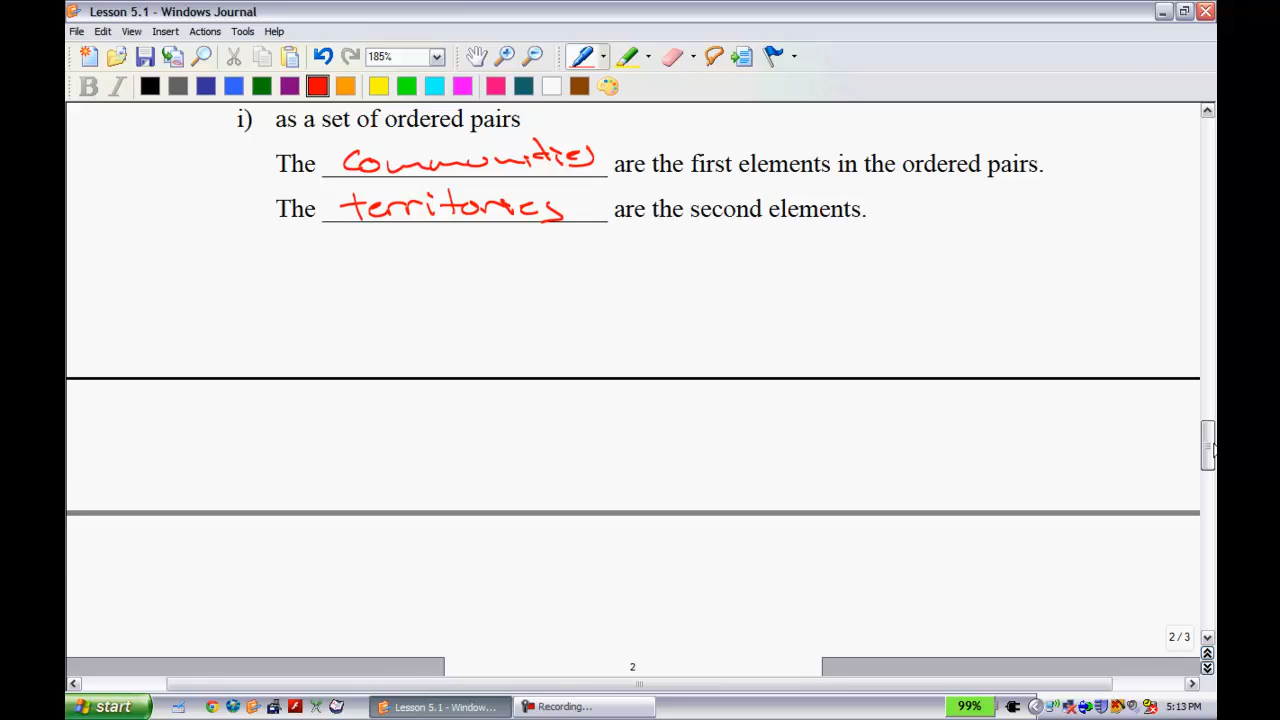 Lesson 5.1 - Windows Journal
File Edit View Insert Actions Tools Help
185%
B I
i) as a set of ordered pairs
The communities are the first elements in the ordered pairs.
The territories are the second elements.
2 / 3
2
start
Lesson 5.1 - Window...
Recording...
99%
5:13 PM